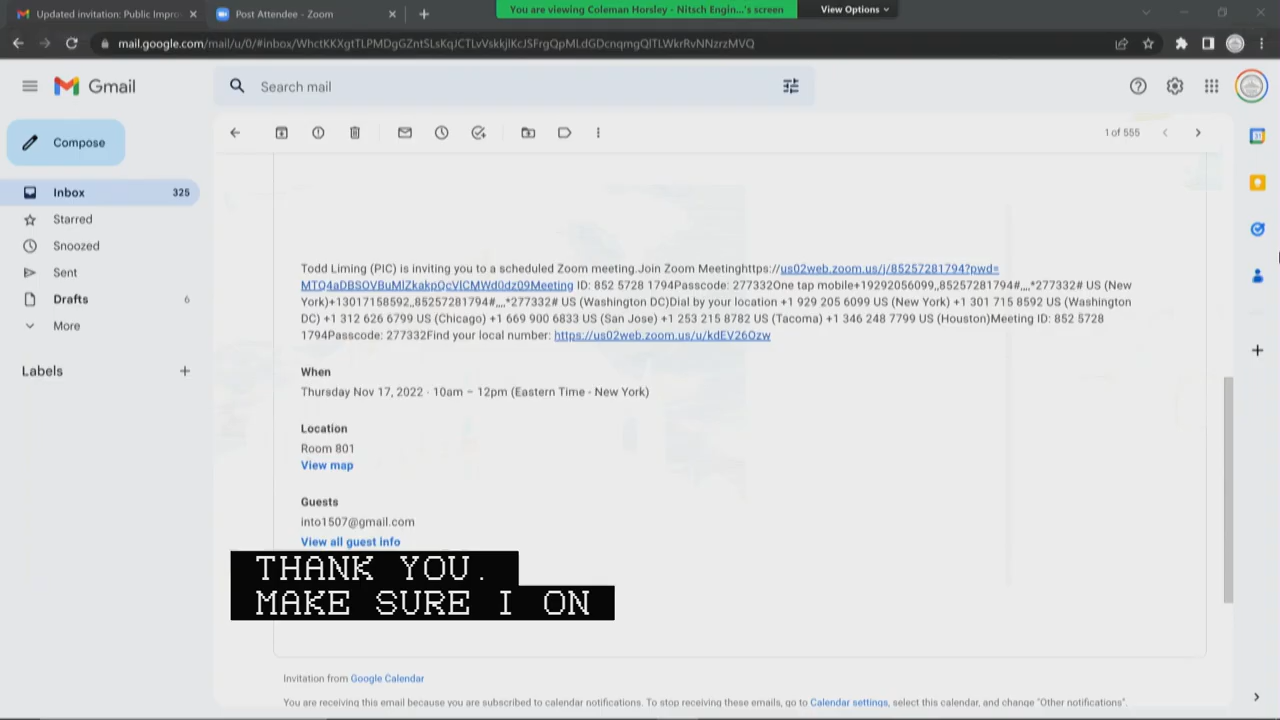 Updated invitation: Public Impro
Post Attendee - Zoom
You are viewing Coleman Horsley - Nitsch Engin...'s screen
View Options
Gmail
Search mail
1 of 555
Compose
Inbox 325
Starred
Snoozed
Sent
Drafts 6
More
Labels
Todd Liming (PIC) is inviting you to a scheduled Zoom meeting.Join Zoom Meetinghttps://us02web.zoom.us/j/85257281794?pwd=
ID: 852 5728 1794Passcode: 277332One tap mobile+19292056099,,85257281794#,,,,*277332# US (New
York)+13017158592,,85257281794#,,,,*277332# US (Washington DC)Dial by your location +1 929 205 6099 US (New York) +1 301 715 8592 US (Washington
DC) +1 312 626 6799 US (Chicago) +1 669 900 6833 US (San Jose) +1 253 215 8782 US (Tacoma) +1 346 248 7799 US (Houston)Meeting ID: 852 5728
1794Passcode: 277332Find your local number: https://us02web.zoom.us/u/kdEV26Ozw
When
Thursday Nov 17, 2022 · 10am – 12pm (Eastern Time - New York)
Location
Room 801
View map
Guests
into1507@gmail.com
View all guest info
THANK YOU.
MAKE SURE I ON
Invitation from Google Calendar
You are receiving this email because you are subscribed to calendar notifications. To stop receiving these emails, go to Calendar settings, select this calendar, and change "Other notifications".